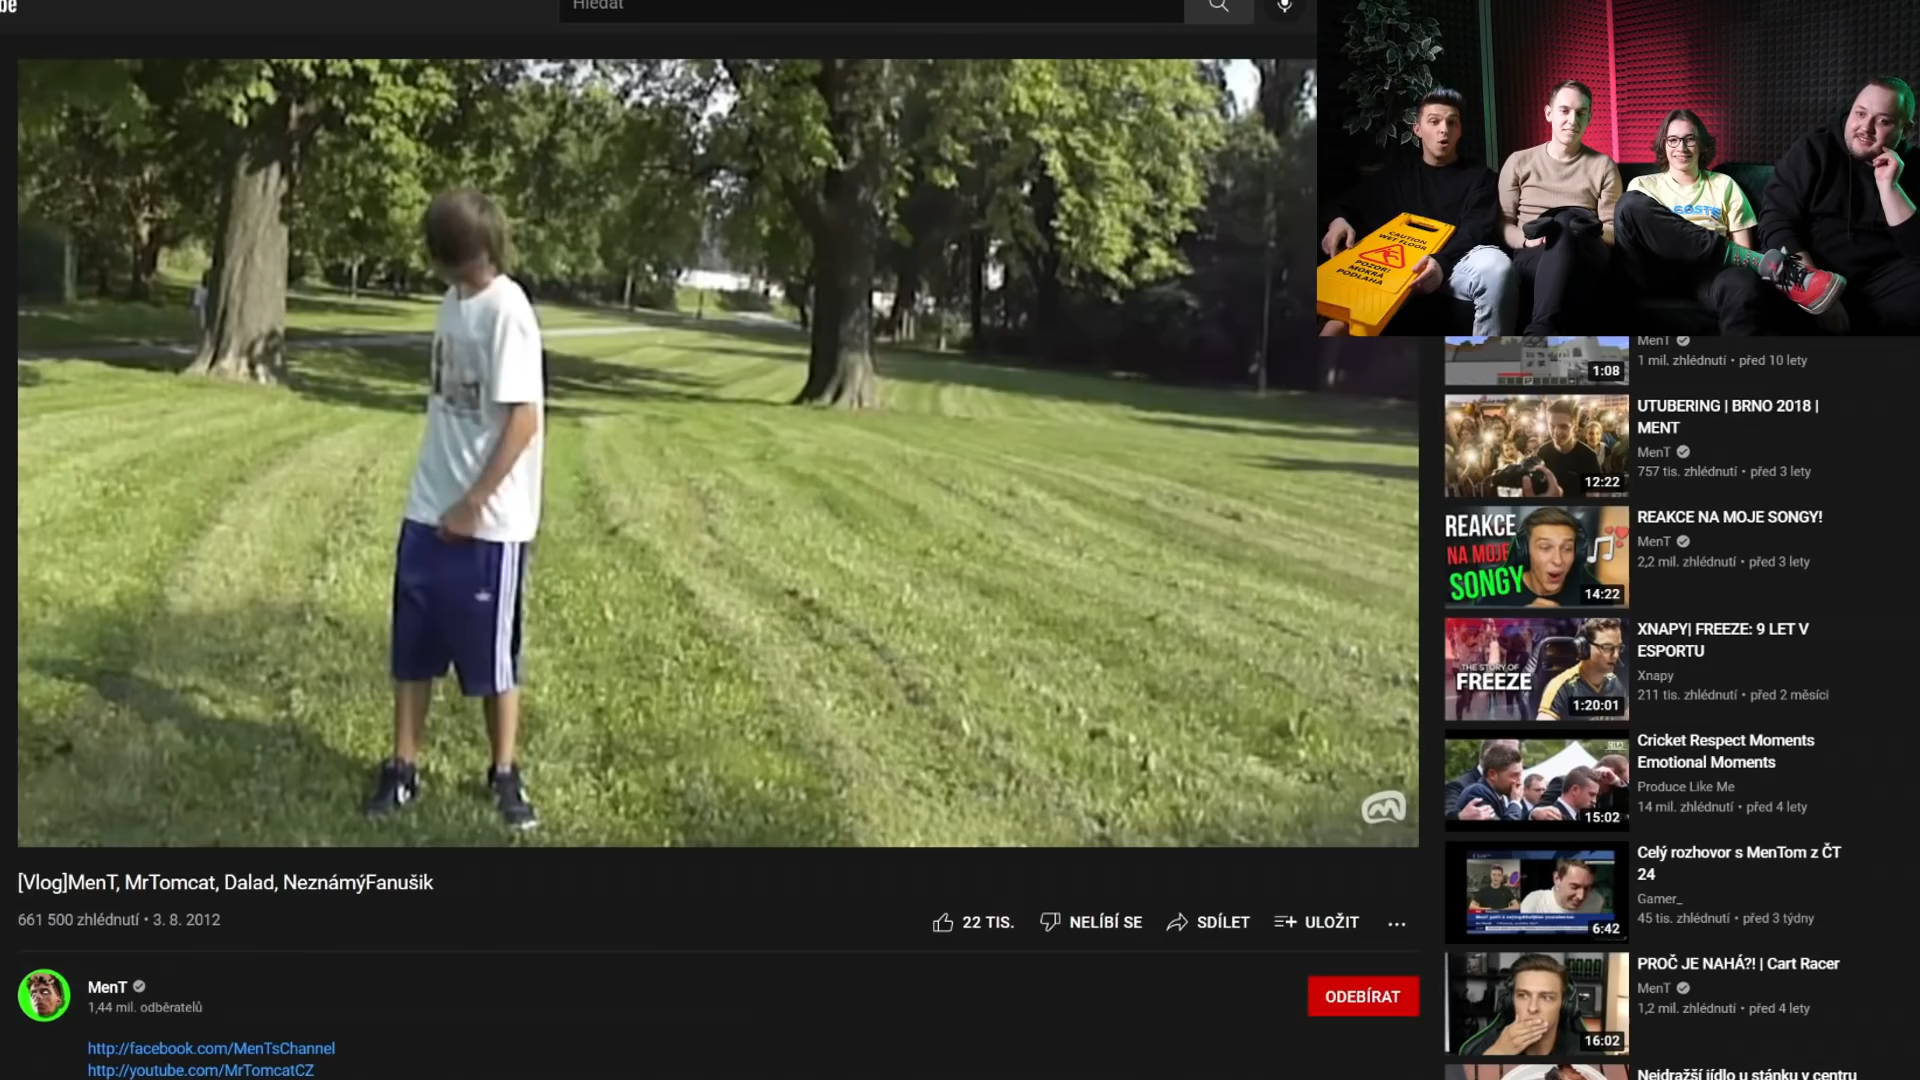 be
Hledat
CAUTION
WET FLOOR
POZOR!
MOKRÁ
PODLAHA
MenT
1 mil. zhlédnutí • před 10 lety
1:08
UTUBERING | BRNO 2018 |
MENT
MenT
757 tis. zhlédnutí • před 3 lety
12:22
REAKCE
NA MOJE
SONGY
14:22
REAKCE NA MOJE SONGY!
MenT
2,2 mil. zhlédnutí • před 3 lety
THE STORY OF
FREEZE
1:20:01
XNAPY| FREEZE: 9 LET V
ESPORTU
Xnapy
211 tis. zhlédnutí • před 2 měsíci
15:02
Cricket Respect Moments
Emotional Moments
Produce Like Me
14 mil. zhlédnutí • před 4 lety
6:42
Celý rozhovor s MenTom z ČT
24
Gamer_
45 tis. zhlédnutí • před 3 týdny
16:02
PROČ JE NAHÁ?! | Cart Racer
MenT
1,2 mil. zhlédnutí • před 4 lety
Nejdražší jídlo u stánku v centru
[Vlog]MenT, MrTomcat, Dalad, NeznámýFanušik
661 500 zhlédnutí • 3. 8. 2012
22 TIS.
NELÍBÍ SE
SDÍLET
ULOŽIT
MenT
1,44 mil. odběratelů
ODEBÍRAT
http://facebook.com/MenTsChannel
http://youtube.com/MrTomcatCZ